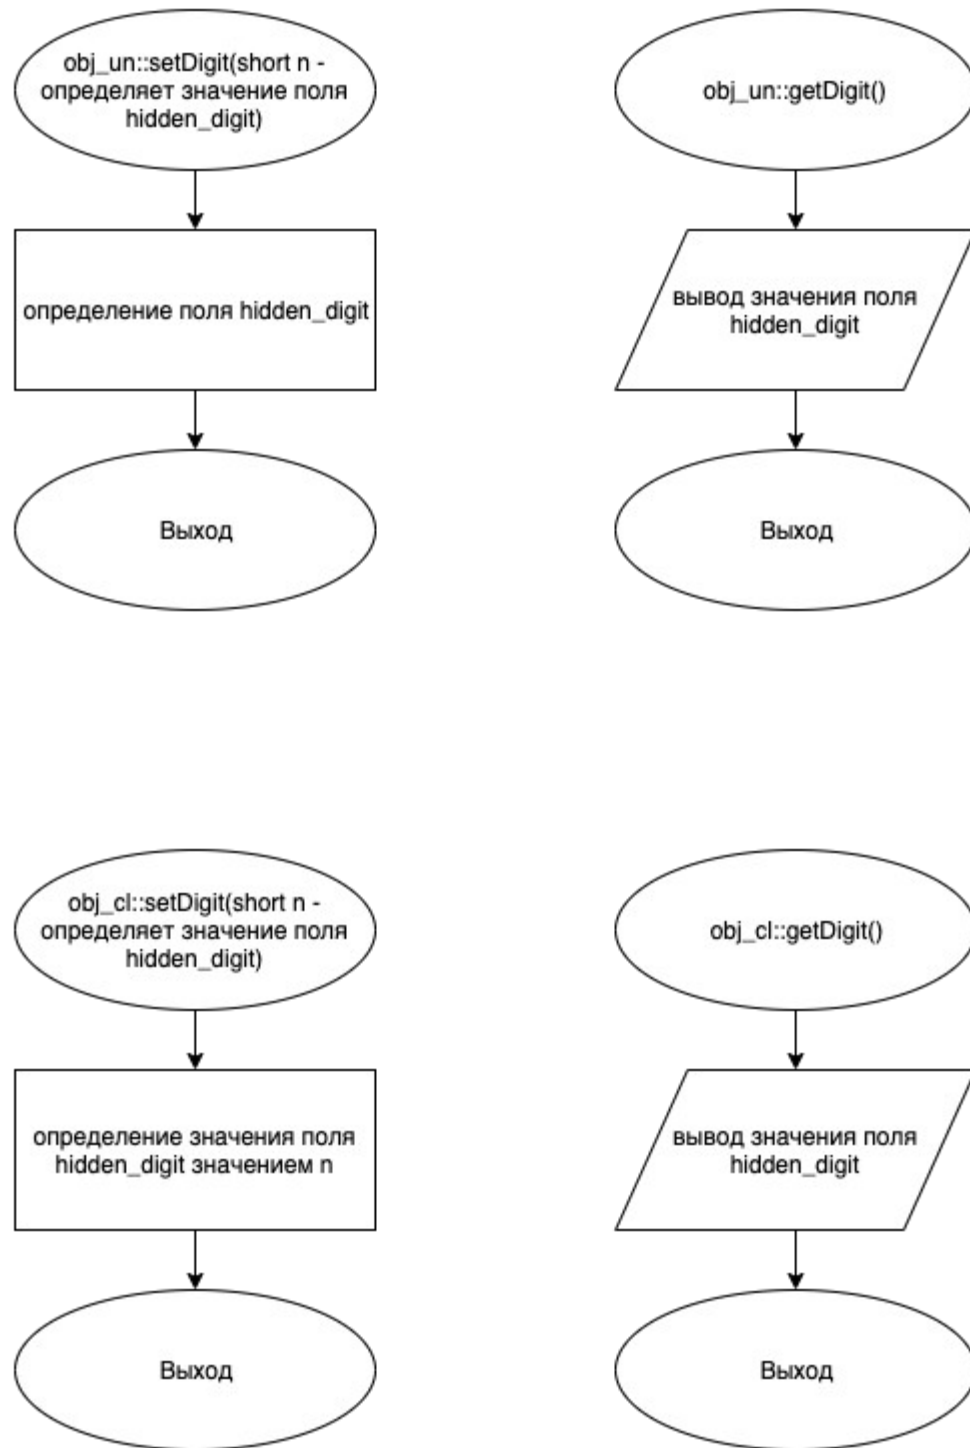 obj_un::setDigit(short n -
определяет значение поля
hidden_digit)
obj_un::getDigit()
определение поля hidden_digit
вывод значения поля
hidden_digit
Выход
Выход
obj_cl::setDigit(short n -
определяет значение поля
hidden_digit)
obj_cl::getDigit()
определение значения поля
hidden_digit значением n
вывод значения поля
hidden_digit
Выход
Выход